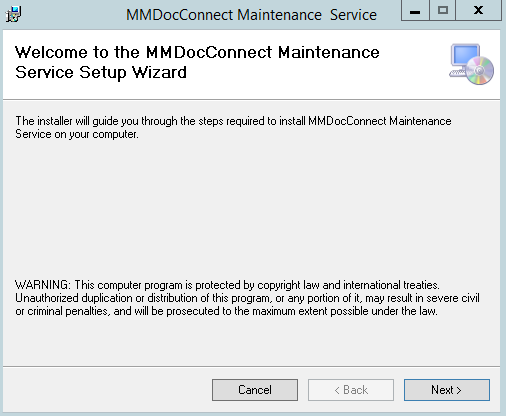 MMDocConnect Maintenance Service
Welcome to the MMDocConnect Maintenance
Service Setup Wizard
The installer will guide you through the steps required to install MMDocConnect Maintenance
Service on your computer.
WARNING: This computer program is protected by copyright law and international treaties.
Unauthorized duplication or distribution of this program, or any portion of it, may result in severe civil
or criminal penalties, and will be prosecuted to the maximum extent possible under the law.
Cancel
< Back
Next >